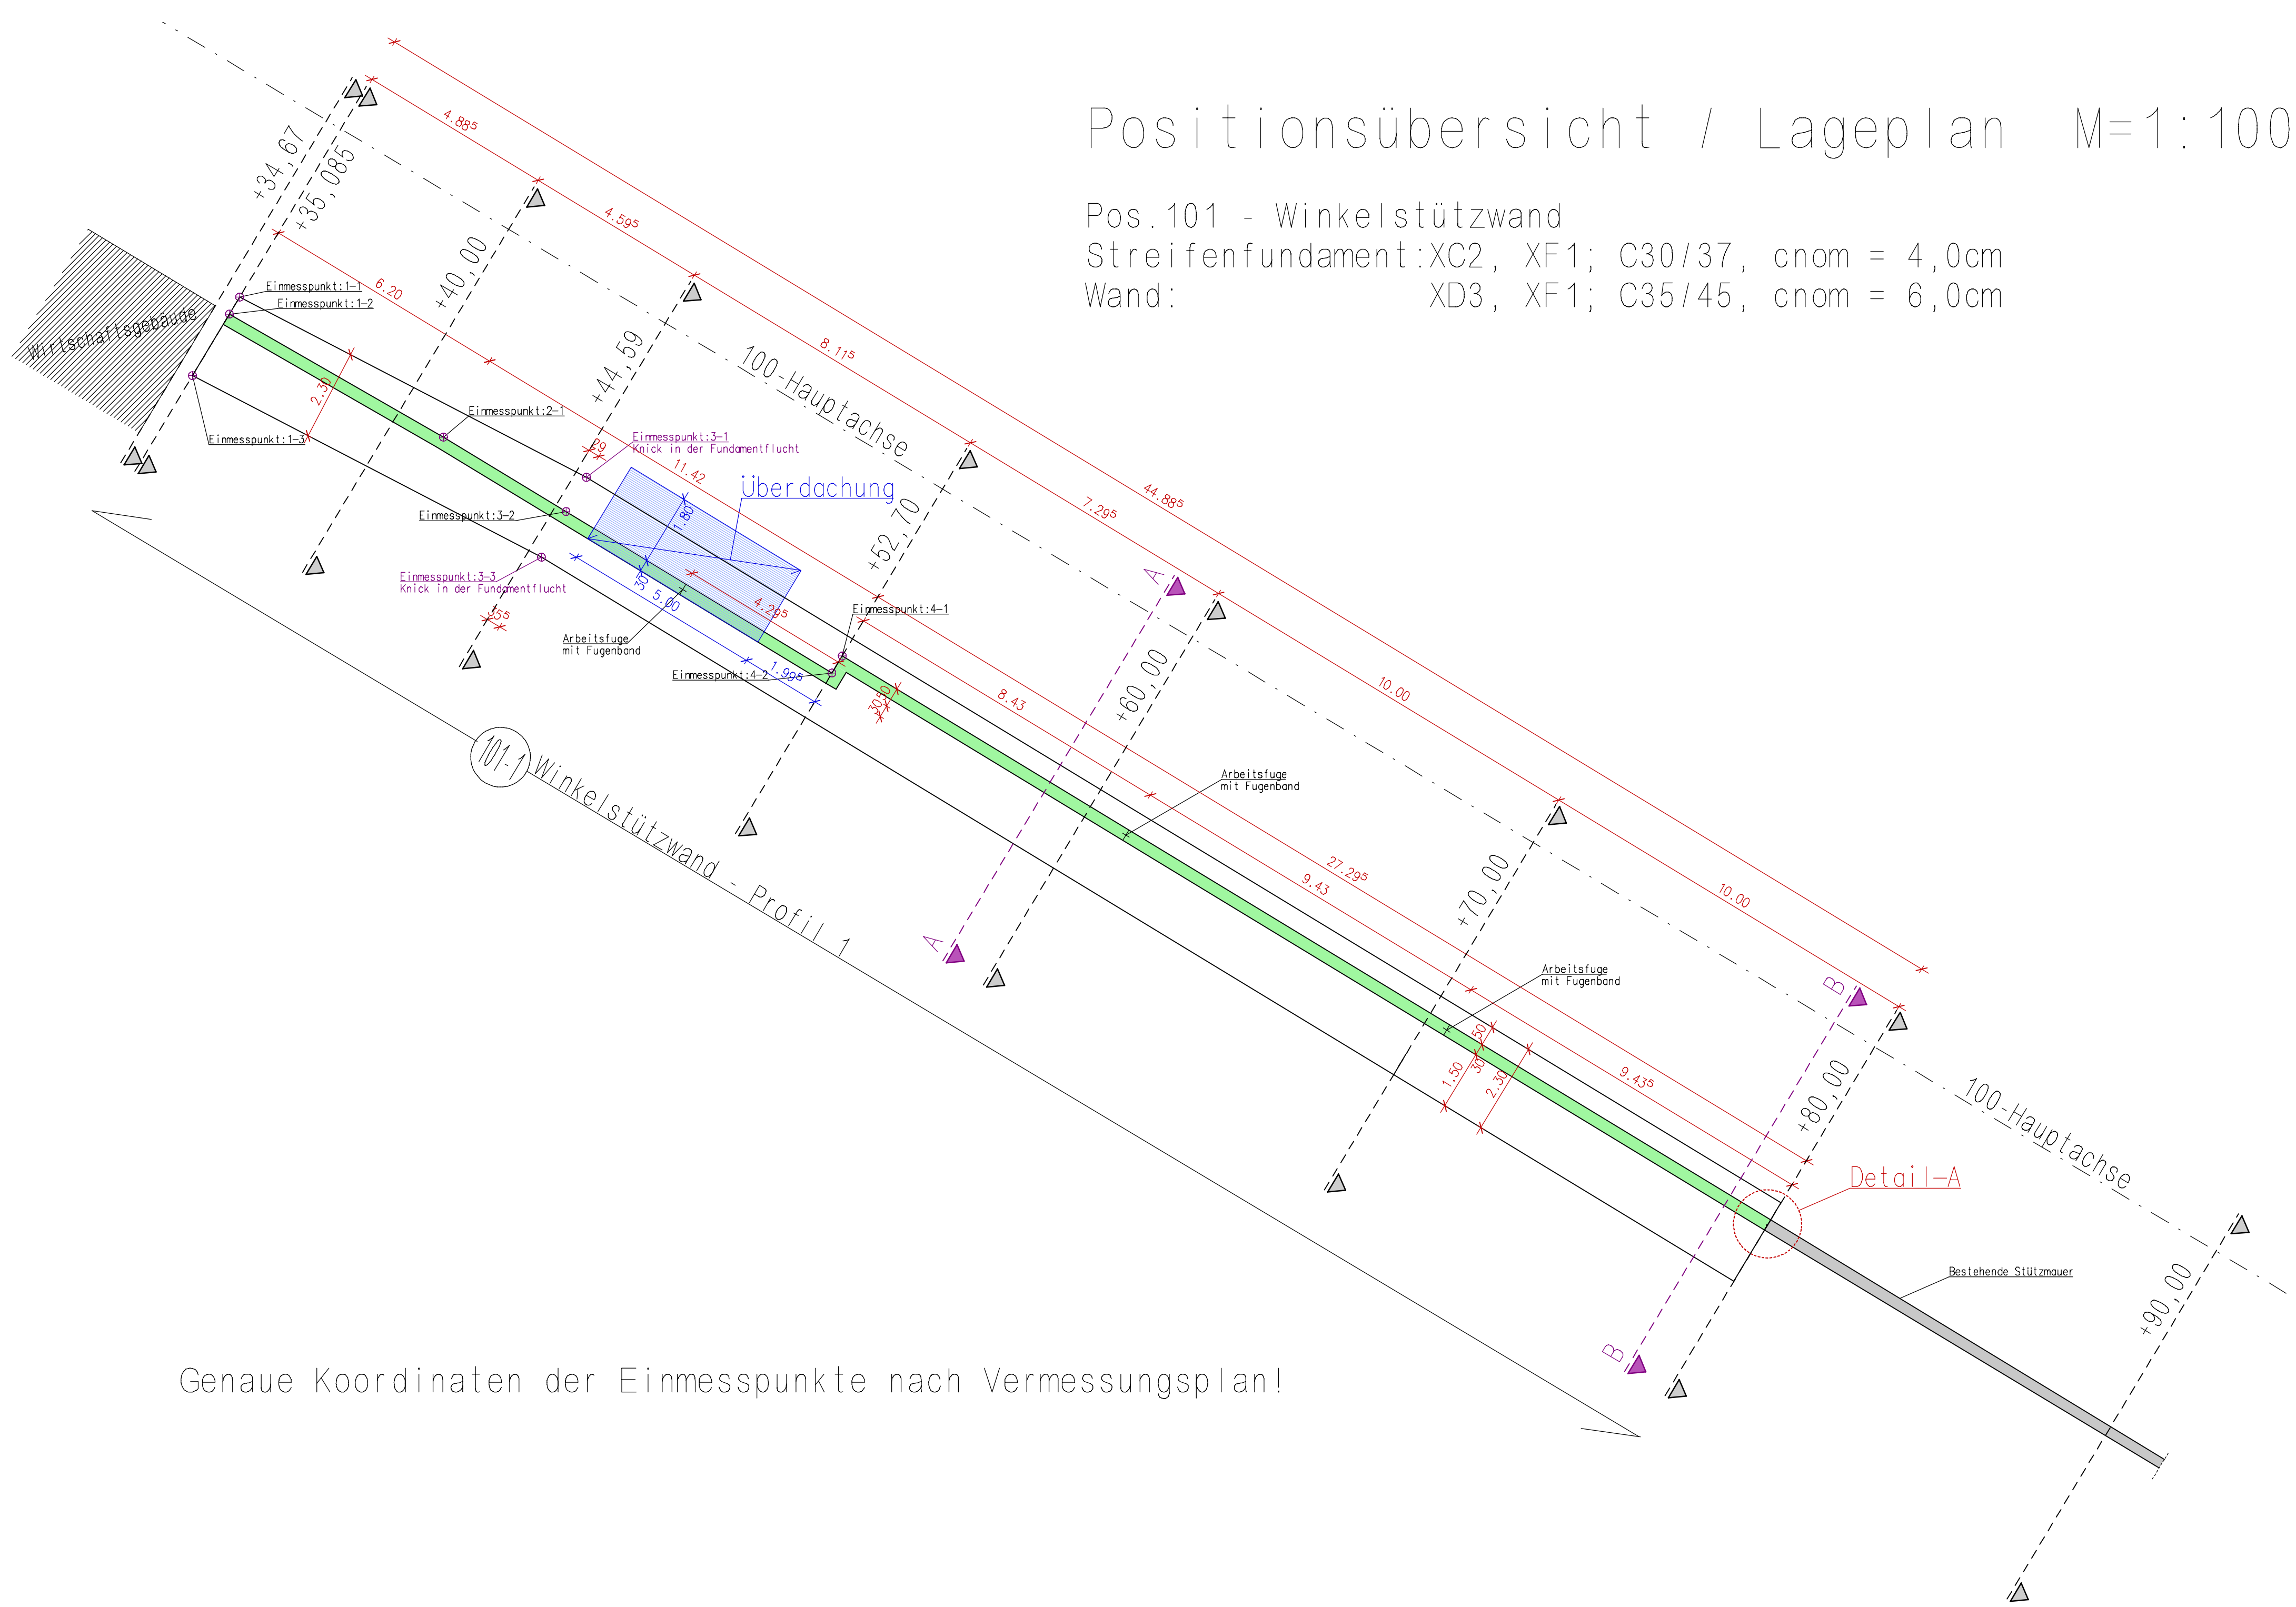 Positionsübersicht / Lageplan M=1:100
Pos.101 - Winkelstützwand
Streifenfundament:XC2, XF1; C30/37, cnom = 4,0cm
Wand: XD3, XF1; C35/45, cnom = 6,0cm
+34,67
+35,085
4.88⁵
+40,00
4.59⁵
6.20
Wirtschaftsgebäude
Einmesspunkt:1-1
Einmesspunkt:1-2
Einmesspunkt:1-3
2.30
+44,59
8.11⁵
100-Hauptachse
Einmesspunkt:2-1
29
Einmesspunkt:3-1
Knick in der Fundamentflucht
11.42
Überdachung
1.80
44.88⁵
7.29⁵
+52,70
Einmesspunkt:3-2
Einmesspunkt:3-3
Knick in der Fundamentflucht
35⁵
30
5.00
4.29⁵
Einmesspunkt:4-1
Arbeitsfuge
mit Fugenband
Einmesspunkt:4-2
1.99⁵
50
30
8.43
A
+60,00
10.00
101-1
Winkelstützwand - Profil 1
Arbeitsfuge
mit Fugenband
A
27.29⁵
9.43
+70,00
10.00
Arbeitsfuge
mit Fugenband
B
50
30
1.50
2.30
9.43⁵
+80,00
100-Hauptachse
Detail-A
Bestehende Stützmauer
+90,00
B
Genaue Koordinaten der Einmesspunkte nach Vermessungsplan!